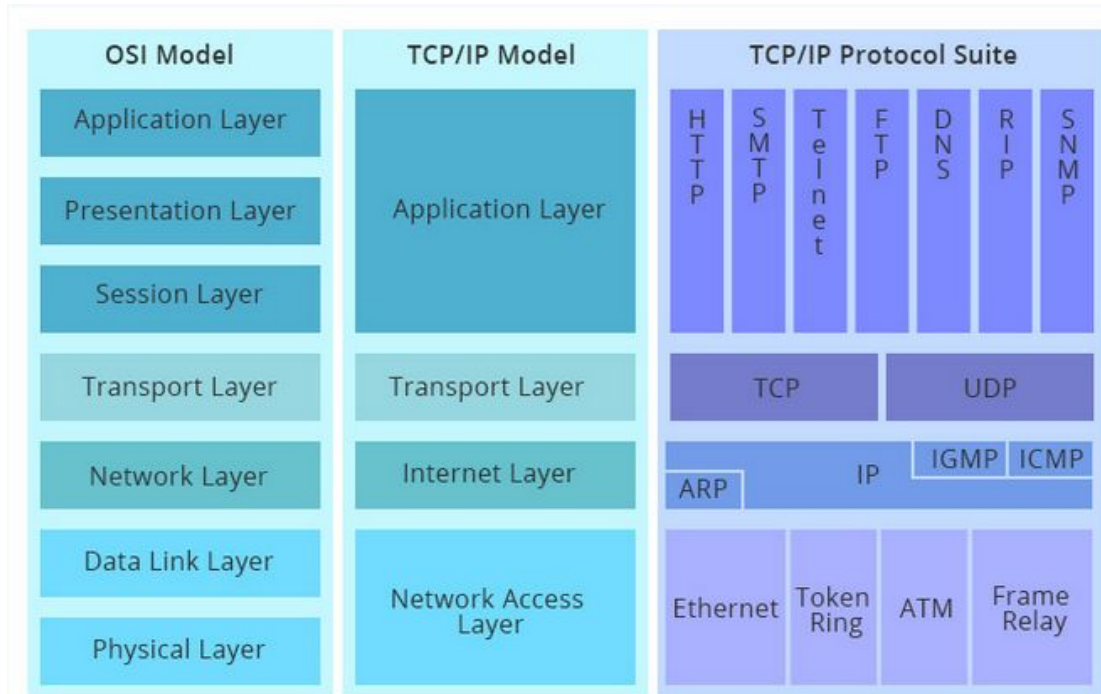 OSI Model
Application Layer
Presentation Layer
Session Layer
Transport Layer
Network Layer
Data Link Layer
Physical Layer
TCP/IP Model
Application Layer
Transport Layer
Internet Layer
Network Access
Layer
TCP/IP Protocol Suite
HTTP
SMTP
Telnet
FTP
DNS
RIP
SNMP
TCP
UDP
ARP
IP
IGMP
ICMP
Ethernet
Token
Ring
ATM
Frame
Relay